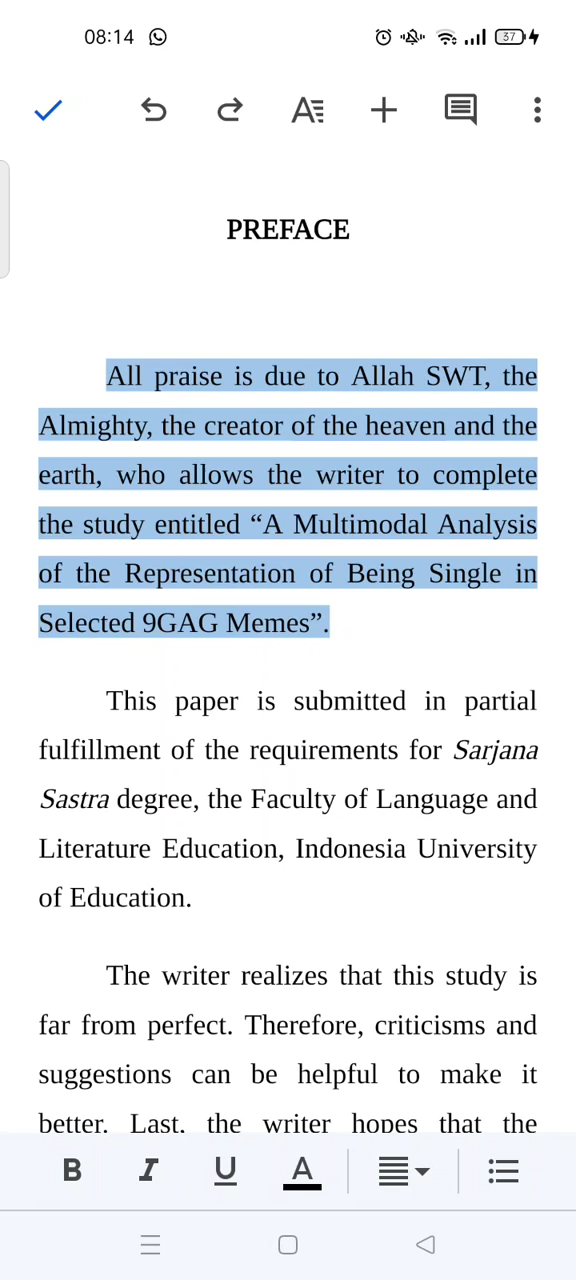 08:14
37
PREFACE
All praise is due to Allah SWT, the
Almighty, the creator of the heaven and the
earth, who allows the writer to complete
the study entitled “A Multimodal Analysis
of the Representation of Being Single in
Selected 9GAG Memes”.
This paper is submitted in partial
fulfillment of the requirements for Sarjana
Sastra degree, the Faculty of Language and
Literature Education, Indonesia University
of Education.
The writer realizes that this study is
far from perfect. Therefore, criticisms and
suggestions can be helpful to make it
better. Last, the writer hopes that the
B I U A